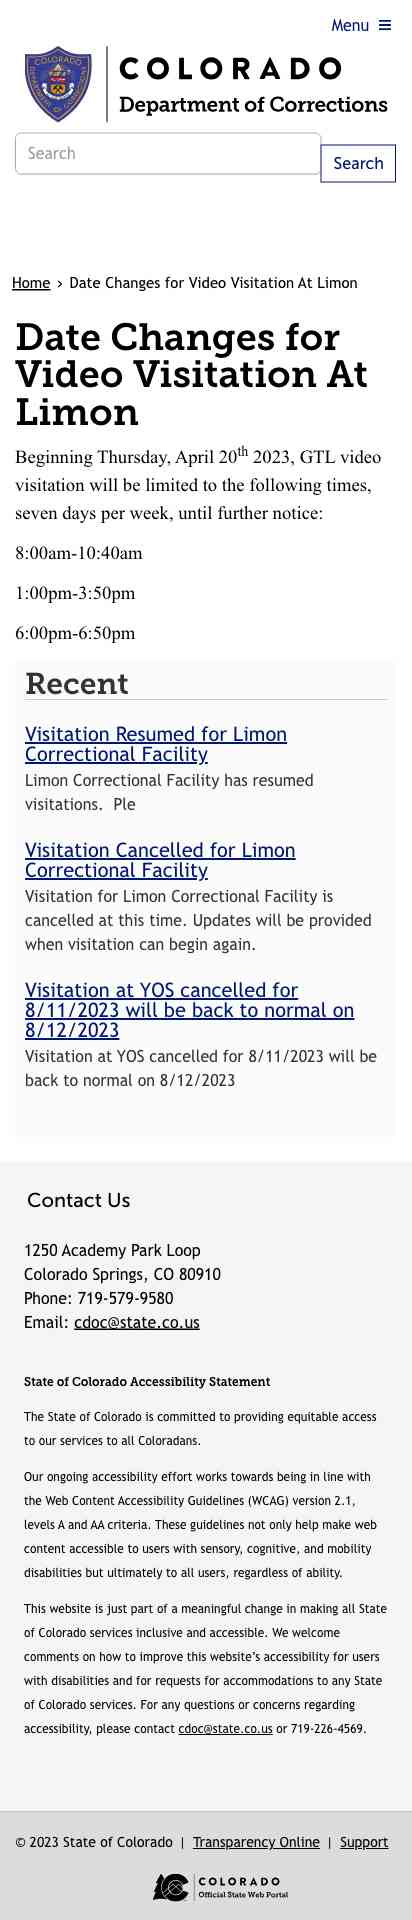 Menu
COLORADO
Department of Corrections
Search
Search
Home › Date Changes for Video Visitation At Limon
Date Changes for
Video Visitation At
Limon
Beginning Thursday, April 20th 2023, GTL video
visitation will be limited to the following times,
seven days per week, until further notice:
8:00am-10:40am
1:00pm-3:50pm
6:00pm-6:50pm
Recent
Visitation Resumed for Limon
Correctional Facility
Limon Correctional Facility has resumed
visitations.  Ple
Visitation Cancelled for Limon
Correctional Facility
Visitation for Limon Correctional Facility is
cancelled at this time. Updates will be provided
when visitation can begin again.
Visitation at YOS cancelled for
8/11/2023 will be back to normal on
8/12/2023
Visitation at YOS cancelled for 8/11/2023 will be
back to normal on 8/12/2023
Contact Us
1250 Academy Park Loop
Colorado Springs, CO 80910
Phone: 719-579-9580
Email: cdoc@state.co.us
State of Colorado Accessibility Statement
The State of Colorado is committed to providing equitable access
to our services to all Coloradans.
Our ongoing accessibility effort works towards being in line with
the Web Content Accessibility Guidelines (WCAG) version 2.1,
levels A and AA criteria. These guidelines not only help make web
content accessible to users with sensory, cognitive, and mobility
disabilities but ultimately to all users, regardless of ability.
This website is just part of a meaningful change in making all State
of Colorado services inclusive and accessible. We welcome
comments on how to improve this website's accessibility for users
with disabilities and for requests for accommodations to any State
of Colorado services. For any questions or concerns regarding
accessibility, please contact cdoc@state.co.us or 719-226-4569.
© 2023 State of Colorado | Transparency Online | Support
COLORADO
Official State Web Portal